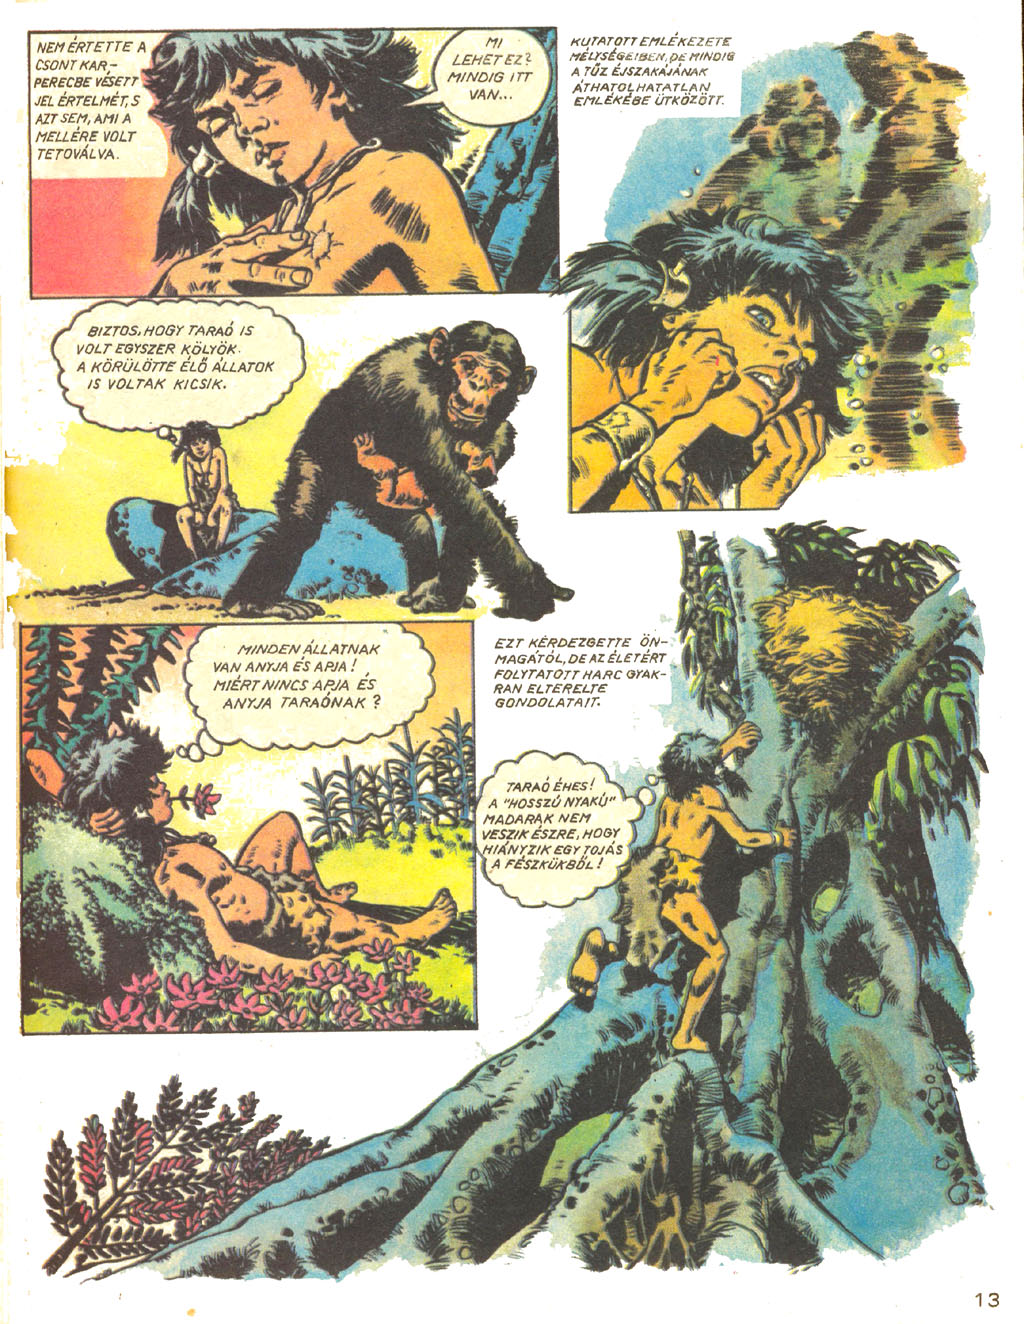 NEM ÉRTETTE A
CSONT KAR-
PERECBE VÉSETT
JEL ÉRTELMÉT, S
AZT SEM, AMI A
MELLÉRE VOLT
TETOVÁLVA.
MI
LEHET EZ?
MINDIG ITT
VAN...
KUTATOTT EMLÉKEZETE
MÉLYSÉGEIBEN, DE MINDIG
A TŰZ ÉJSZAKÁJÁNAK
ÁTHATOLHATATLAN
EMLÉKÉBE ÜTKÖZÖTT.
BIZTOS, HOGY TARAÓ IS
VOLT EGYSZER KÖLYÖK.
A KÖRÜLÖTTE ÉLŐ ÁLLATOK
IS VOLTAK KICSIK.
MINDEN ÁLLATNAK
VAN ANYJA ÉS APJA!
MIÉRT NINCS APJA ÉS
ANYJA TARAÓNAK?
EZT KÉRDEZGETTE ÖN-
MAGÁTÓL, DE AZ ÉLETÉRT
FOLYTATOTT HARC GYAK-
RAN ELTERELTE
GONDOLATAIT.
TARAÓ ÉHES!
A "HOSSZÚ NYAKÚ"
MADARAK NEM
VESZIK ÉSZRE, HOGY
HIÁNYZIK EGY TOJÁS
A FÉSZKÜKBŐL!
13